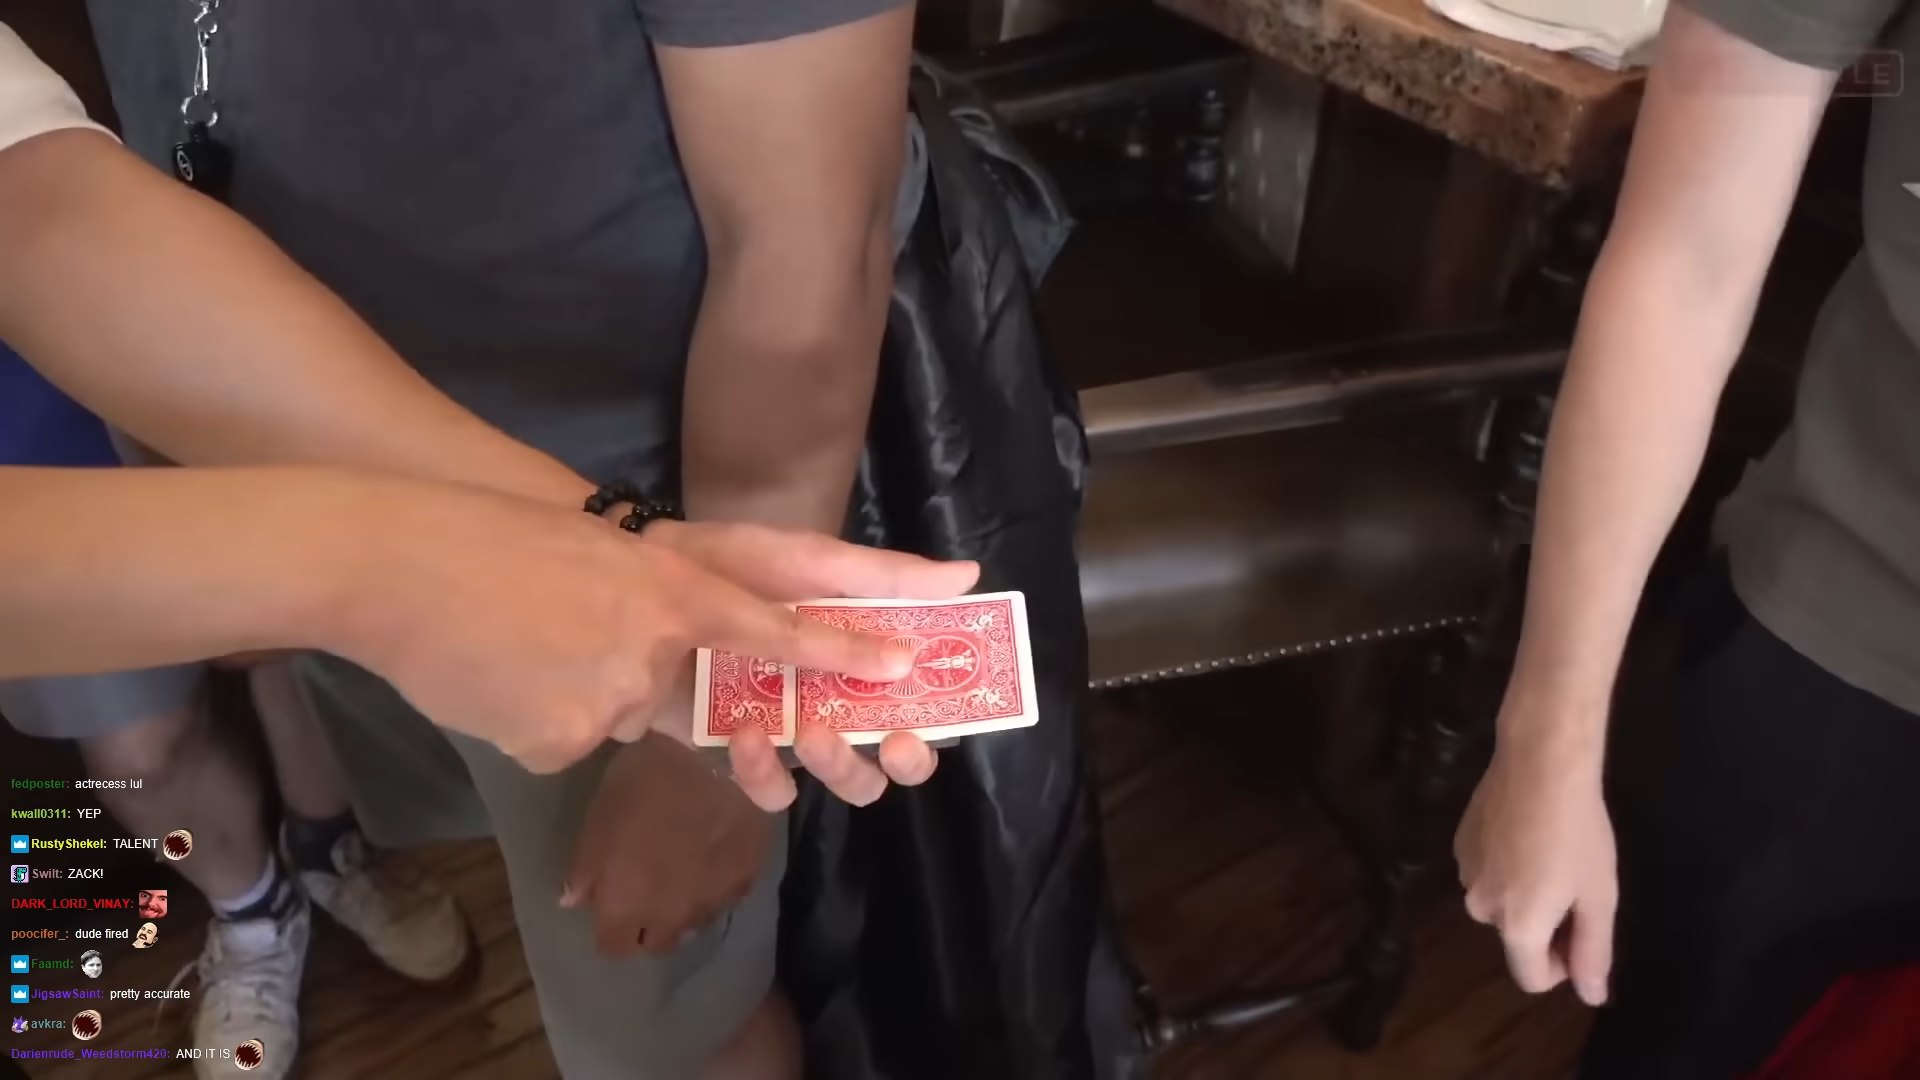 LE
fedposter: actrecess lul
kwall0311: YEP
RustyShekel: TALENT
Swilt: ZACK!
DARK_LORD_VINAY:
poocifer_: dude fired
Faamd:
JigsawSaint: pretty accurate
avkra:
Darienrude_Weedstorm420: AND IT IS